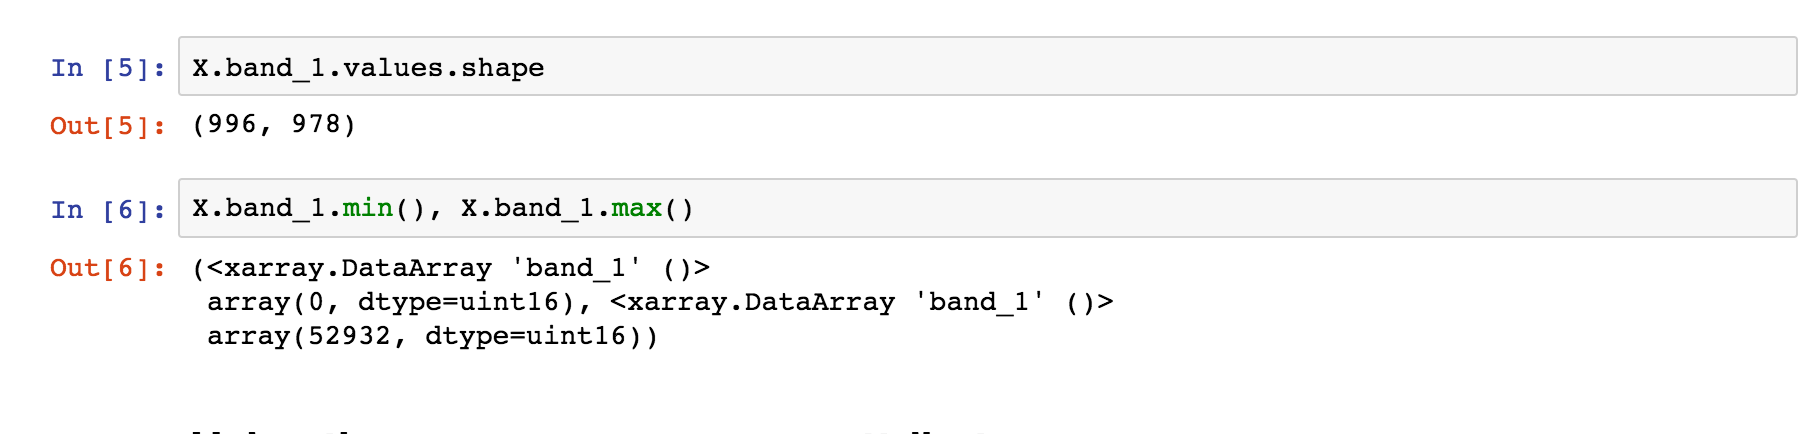 In [5]: X.band_1.values.shape
Out[5]: (996, 978)
In [6]: X.band_1.min(), X.band_1.max()
Out[6]: (<xarray.DataArray 'band_1' ()>
array(0, dtype=uint16), <xarray.DataArray 'band_1' ()>
array(52932, dtype=uint16))